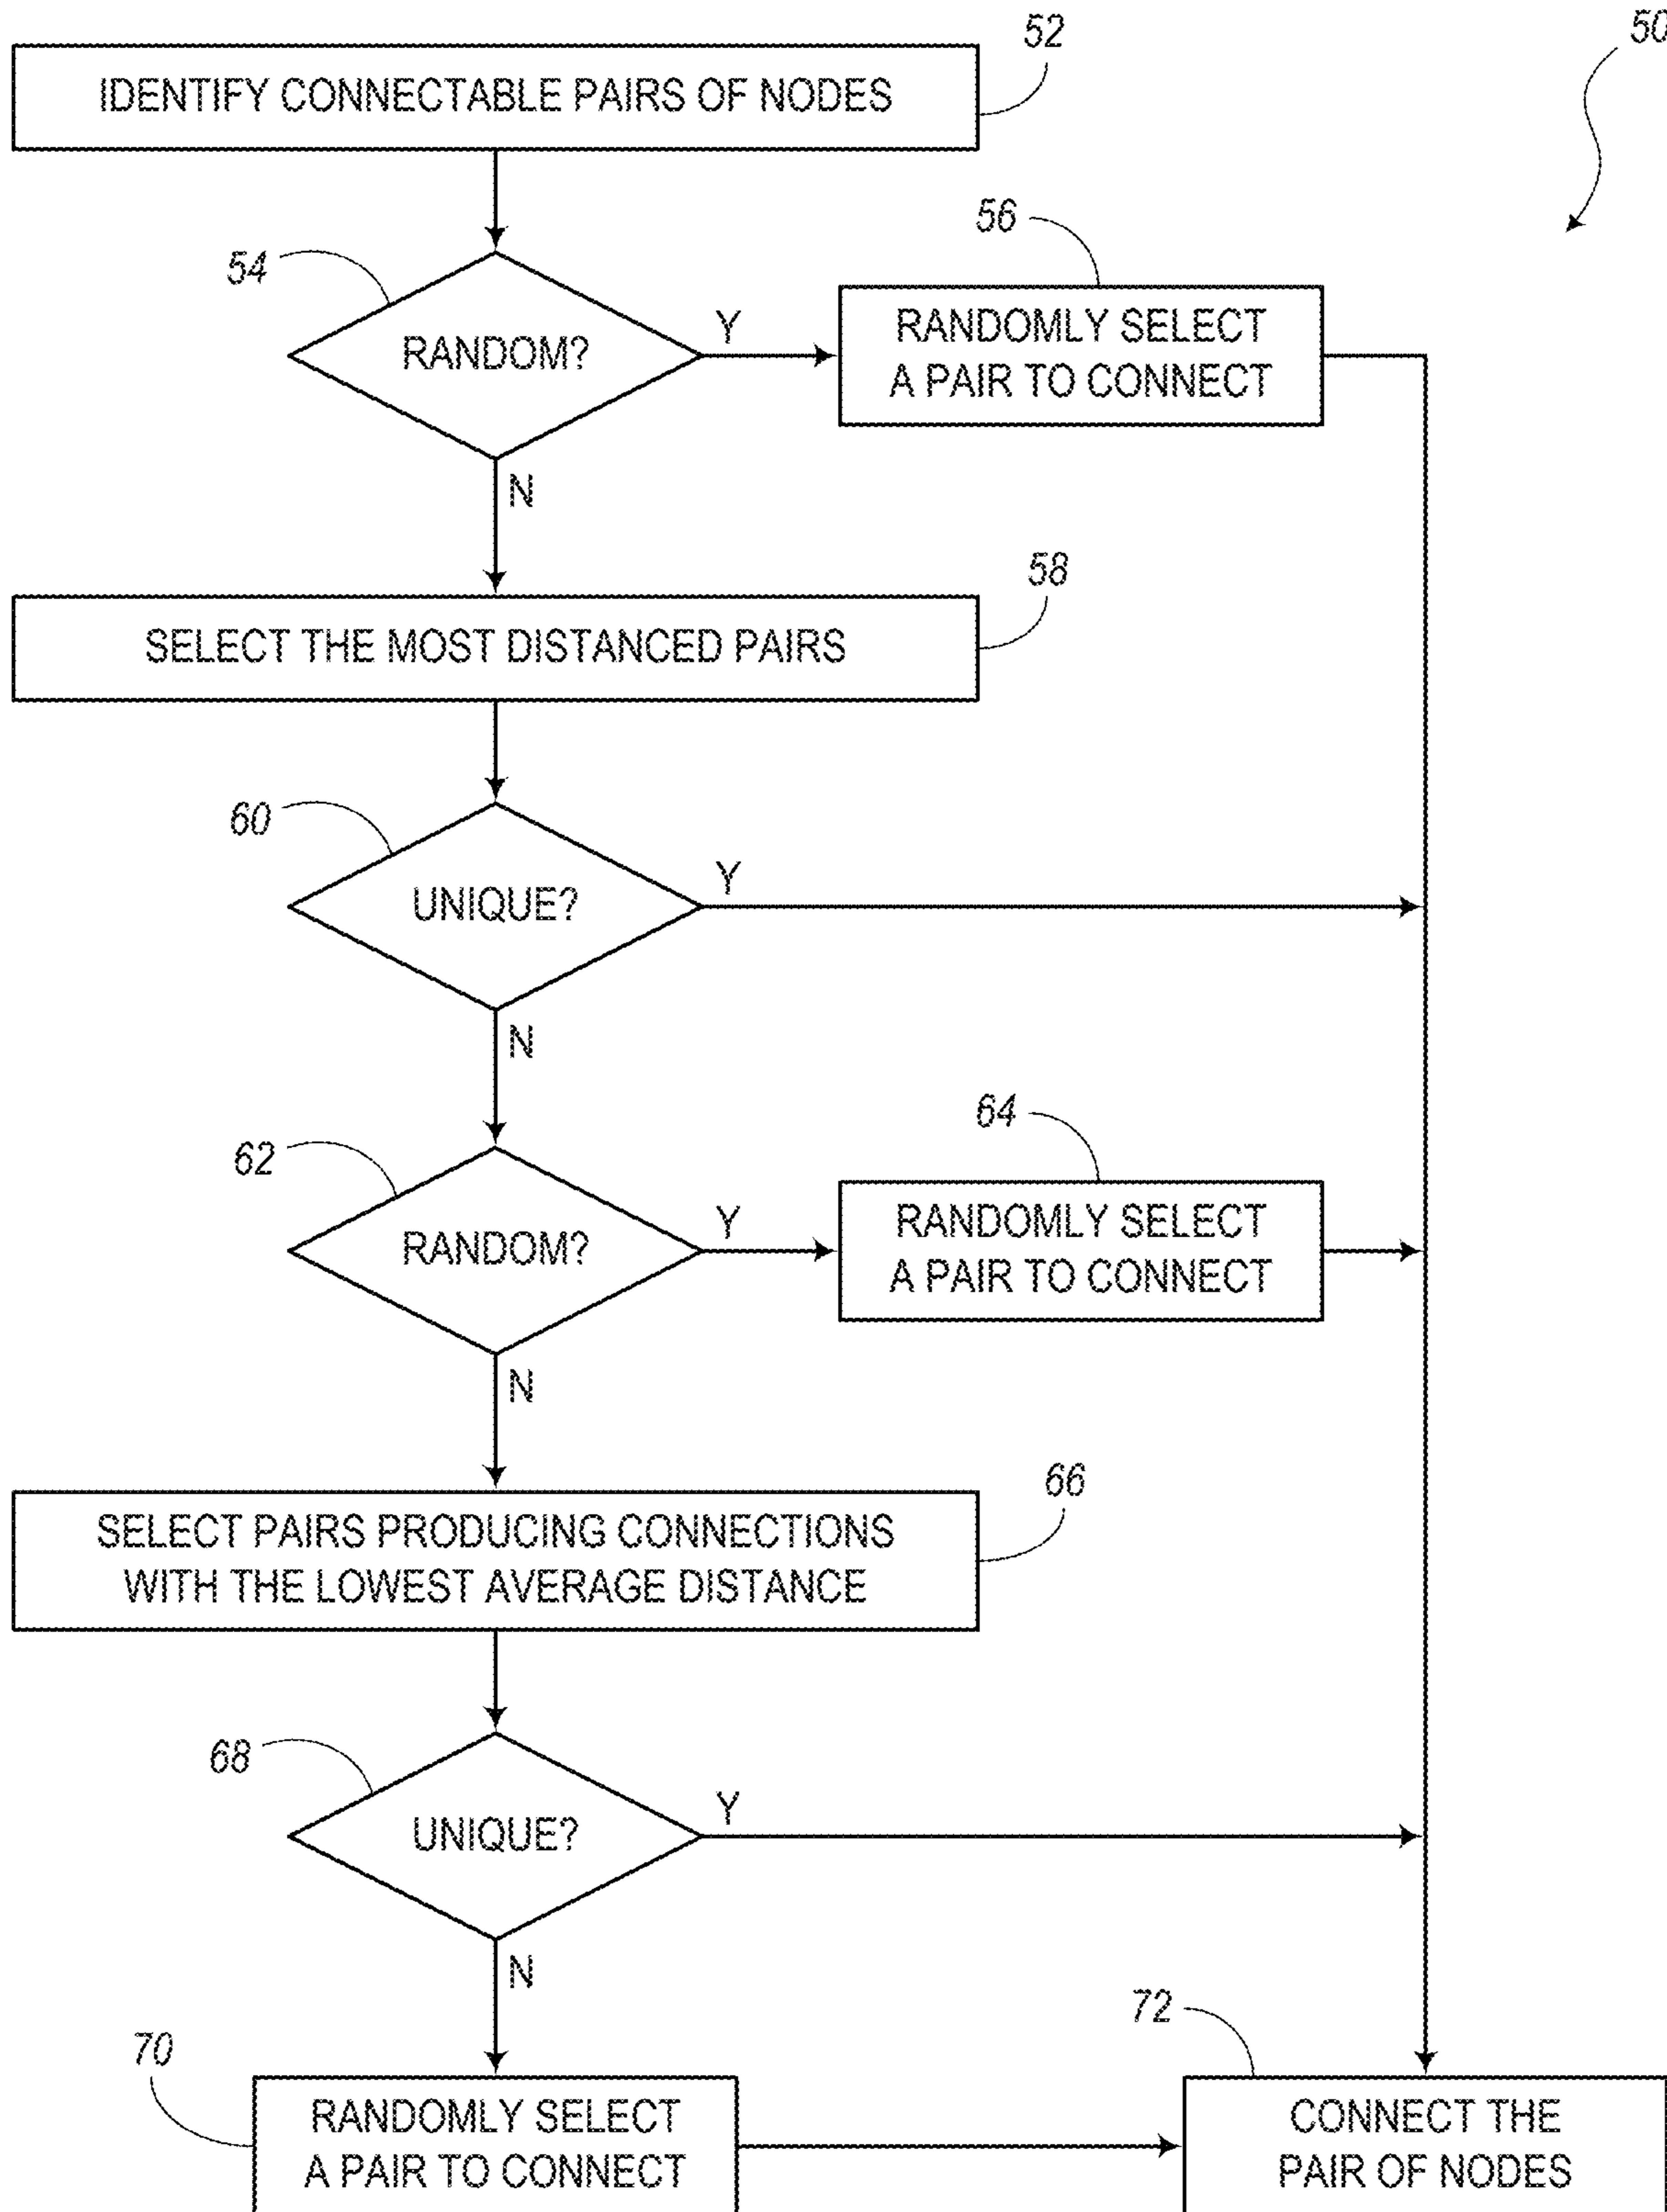 50
52
IDENTIFY CONNECTABLE PAIRS OF NODES
54
RANDOM?
Y
56
RANDOMLY SELECT
A PAIR TO CONNECT
N
58
SELECT THE MOST DISTANCED PAIRS
60
UNIQUE?
Y
N
62
RANDOM?
Y
64
RANDOMLY SELECT
A PAIR TO CONNECT
N
66
SELECT PAIRS PRODUCING CONNECTIONS
WITH THE LOWEST AVERAGE DISTANCE
68
UNIQUE?
Y
N
70
RANDOMLY SELECT
A PAIR TO CONNECT
72
CONNECT THE
PAIR OF NODES